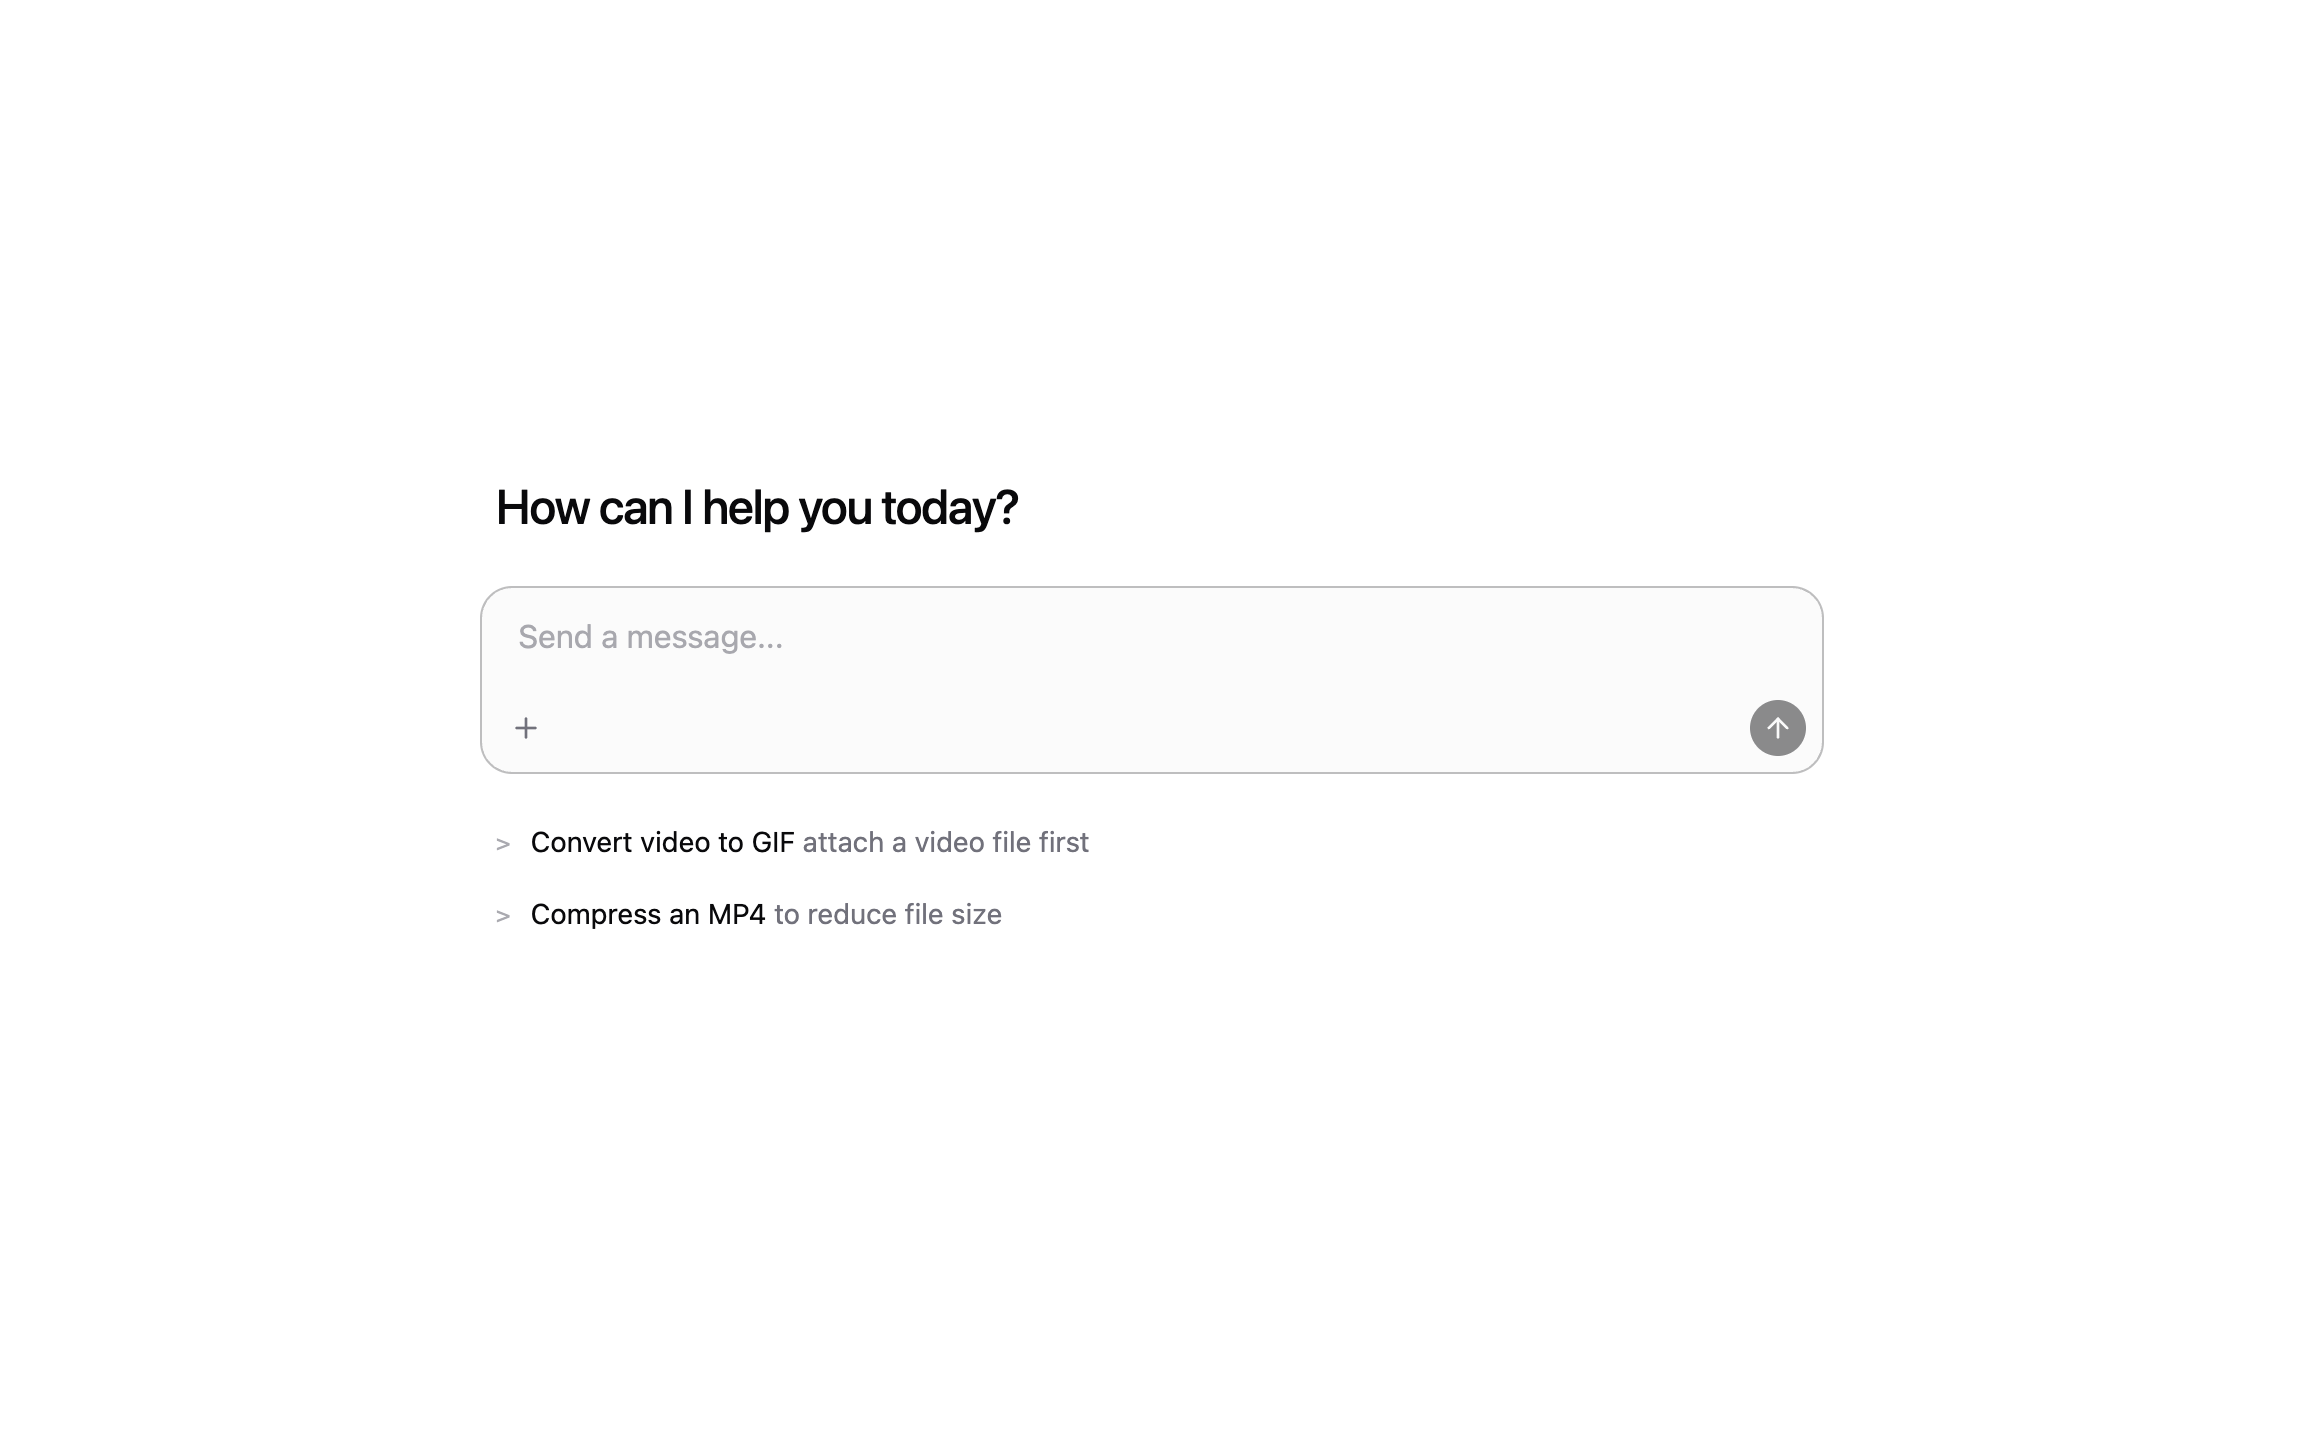 How can I help you today?
Send a message...
> Convert video to GIF attach a video file first
> Compress an MP4 to reduce file size